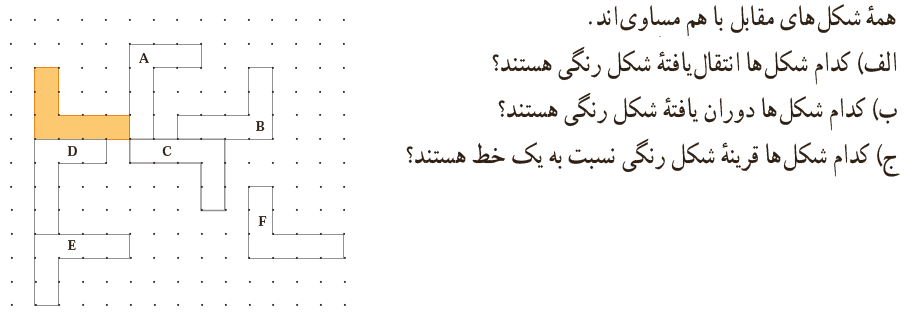 همهٔ شکل‌های مقابل با هم مساوی‌اند.
الف) کدام شکل‌ها انتقال‌یافتهٔ شکل رنگی هستند؟
ب) کدام شکل‌ها دوران یافتهٔ شکل رنگی هستند؟
ج) کدام شکل‌ها قرینهٔ شکل رنگی نسبت به یک خط هستند؟
A
B
D
C
F
E